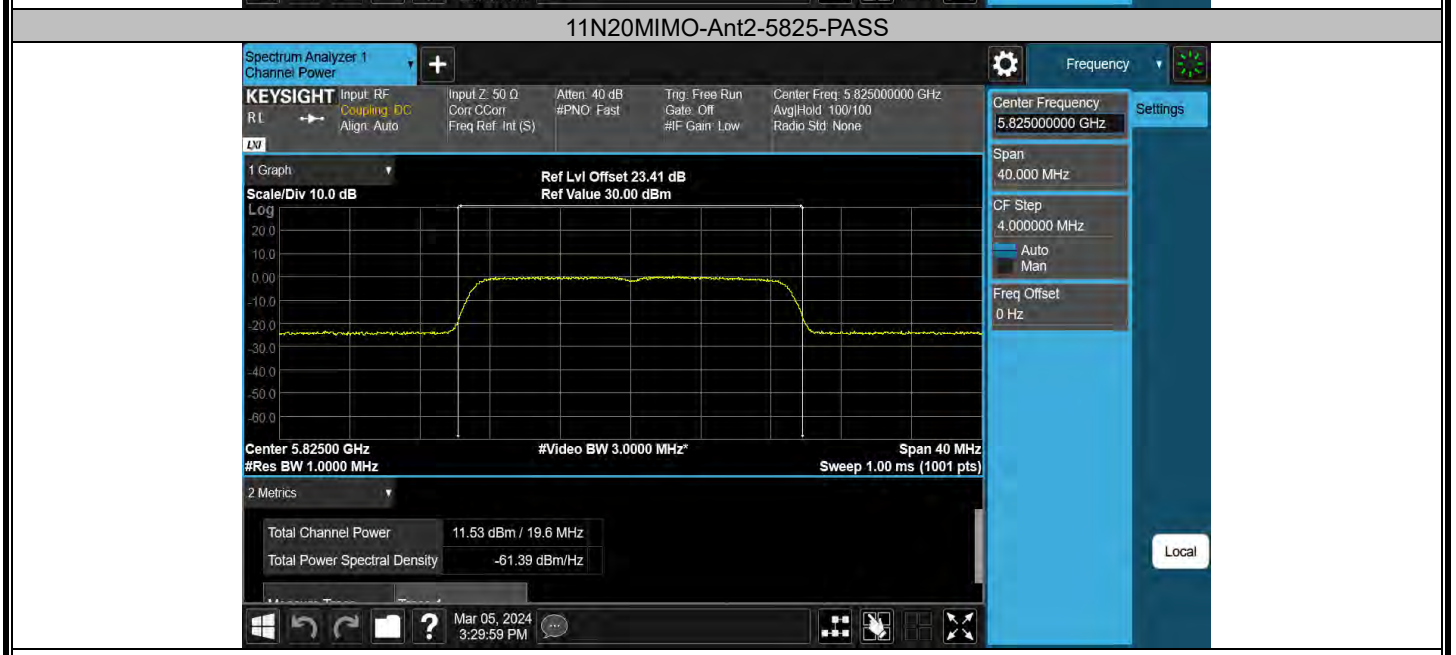 11N20MIMO-Ant2-5825-PASS
Spectrum Analyzer 1
Channel Power
Frequency
KEYSIGHT
RL
LXI
Input: RF
Coupling: DC
Align: Auto
Input Z: 50 Ω
Corr CCorr
Freq Ref: Int (S)
Atten: 40 dB
#PNO: Fast
Trig: Free Run
Gate: Off
#IF Gain: Low
Center Freq: 5.825000000 GHz
Avg|Hold: 100/100
Radio Std: None
1 Graph
Scale/Div 10.0 dB
Ref Lvl Offset 23.41 dB
Ref Value 30.00 dBm
Log
20.0
10.0
0.00
-10.0
-20.0
-30.0
-40.0
-50.0
-60.0
Center 5.82500 GHz
#Res BW 1.0000 MHz
#Video BW 3.0000 MHz*
Span 40 MHz
Sweep 1.00 ms (1001 pts)
2 Metrics
Total Channel Power 11.53 dBm / 19.6 MHz
Total Power Spectral Density -61.39 dBm/Hz
Center Frequency
5.825000000 GHz
Settings
Span
40.000 MHz
CF Step
4.000000 MHz
Auto
Man
Freq Offset
0 Hz
Local
?
Mar 05, 2024
3:29:59 PM